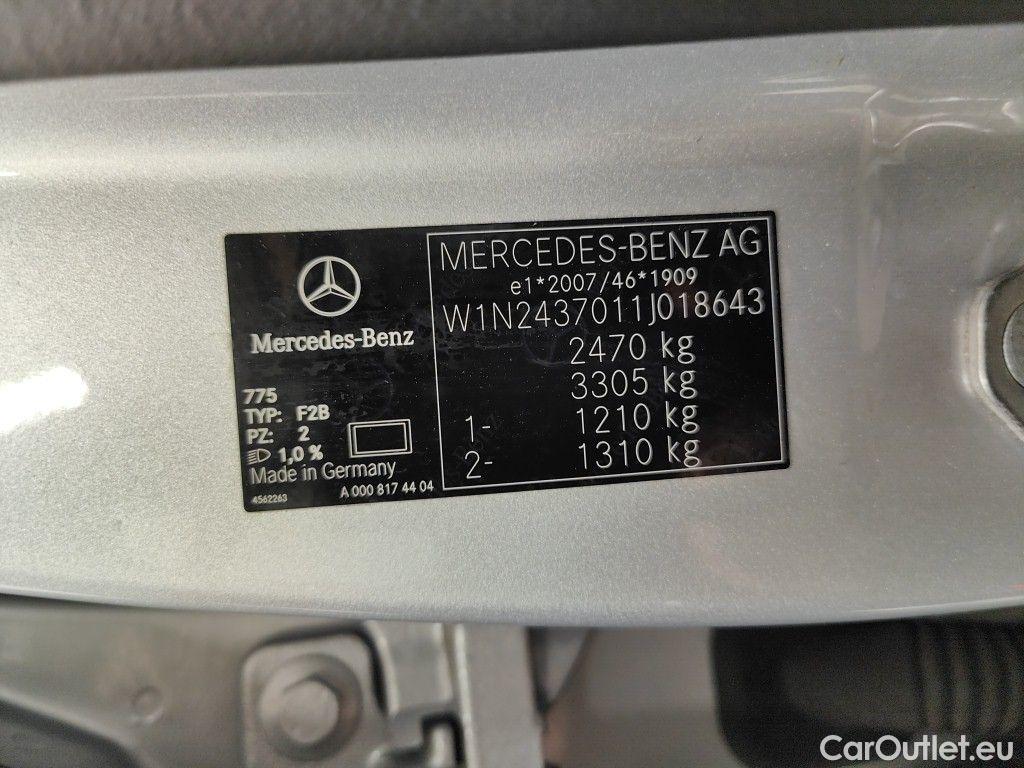 Mercedes-Benz
775
TYP: F2B
PZ: 2
1,0 %
Made in Germany
4562263
A 000 817 44 04
MERCEDES-BENZ AG
e1*2007/46*1909
W1N2437011J018643
2470 kg
3305 kg
1- 1210 kg
2- 1310 kg
CarOutlet.eu